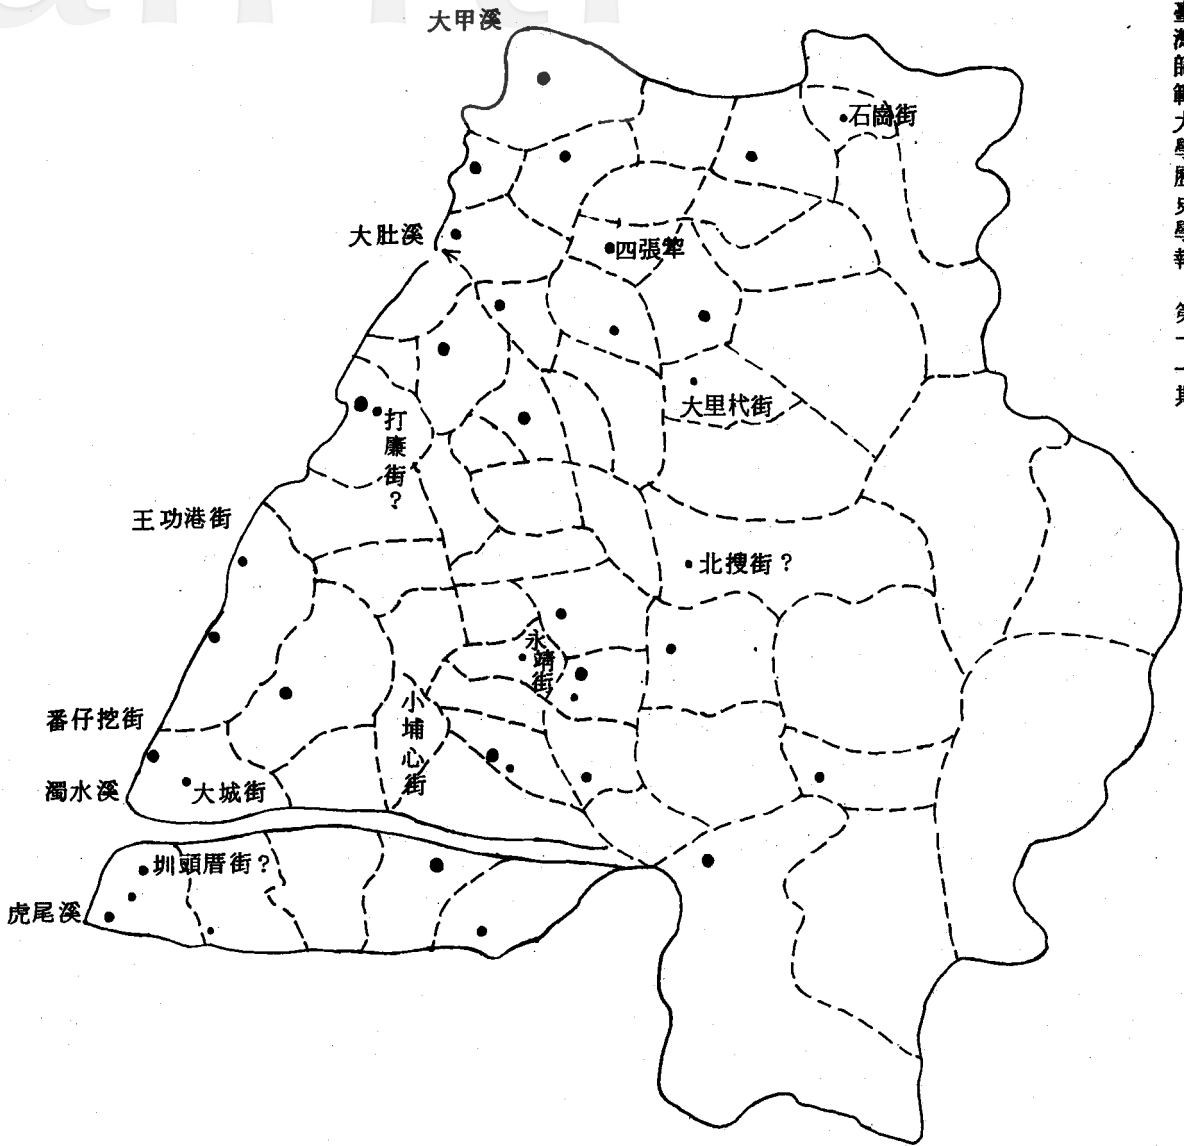 大甲溪
石崗街
大肚溪
四張犂
大里杙街
打廉街？
王功港街
北搜街？
永靖街
小埔心街
番仔挖街
濁水溪
大城街
圳頭厝街？
虎尾溪
臺灣師範大學歷史學報　第十一期